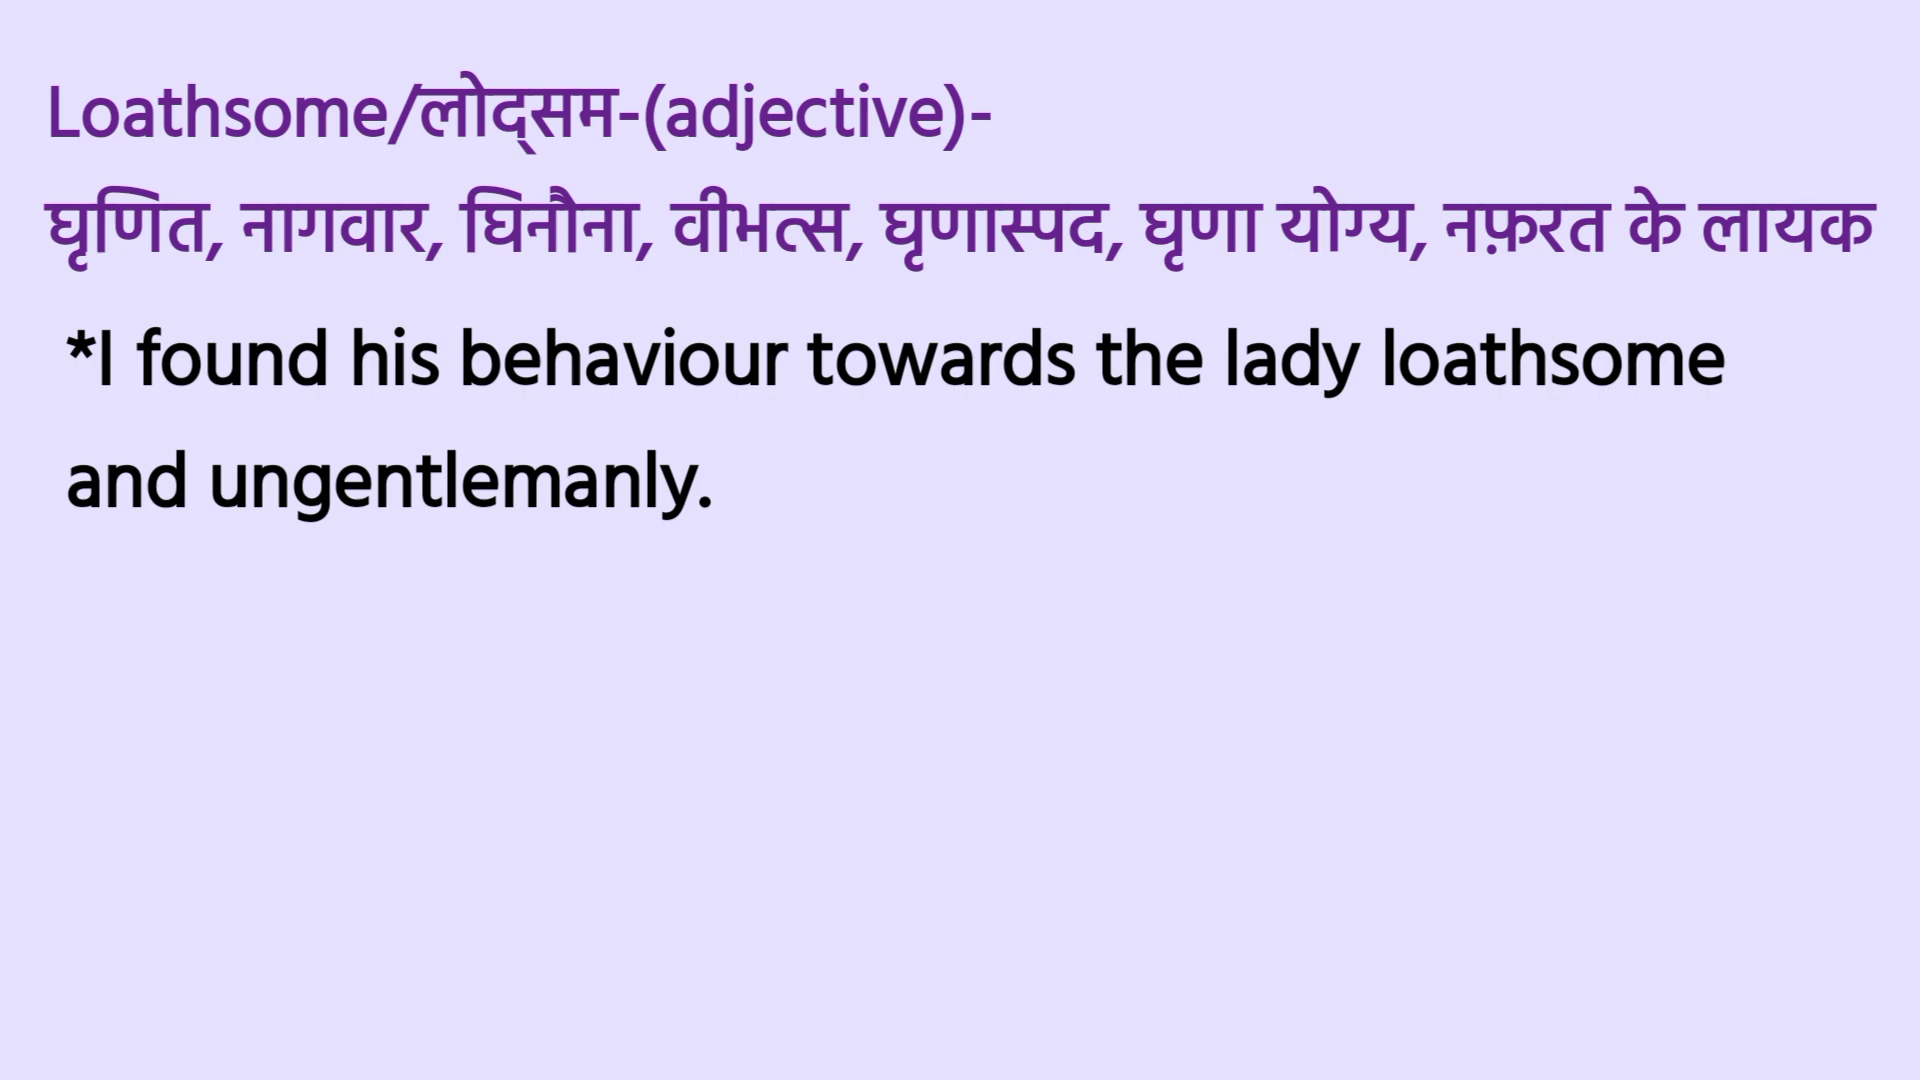 Loathsome/लोद्सम-(adjective)-
घृणित, नागवार, घिनौना, वीभत्स, घृणास्पद, घृणा योग्य, नफ़रत के लायक
*I found his behaviour towards the lady loathsome
and ungentlemanly.